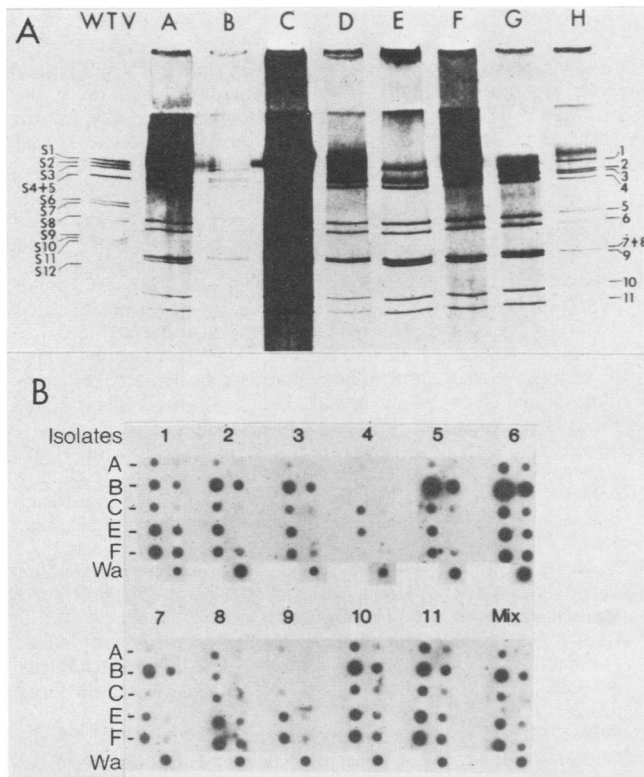 A WTV A B C D E F G H
S1
S2
S3
S4+5
S6
S7
S8
S9
S10
S11
S12
1
2
3
4
5
6
7+8
9
10
11
B
Isolates 1 2 3 4 5 6
A -
B -
C -
E -
F -
Wa
7 8 9 10 11 Mix
A -
B -
C -
E -
F -
Wa